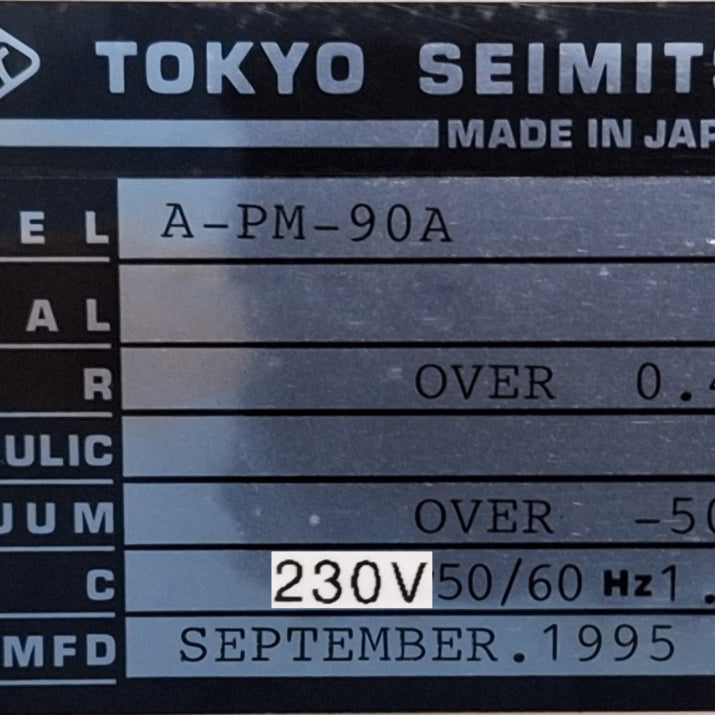 TOKYO SEIMITS
MADE IN JAP
EL A-PM-90A
AL
R OVER 0.4
ULIC
UUM OVER -50
C 230V 50/60 Hz 1.
MFD SEPTEMBER.1995